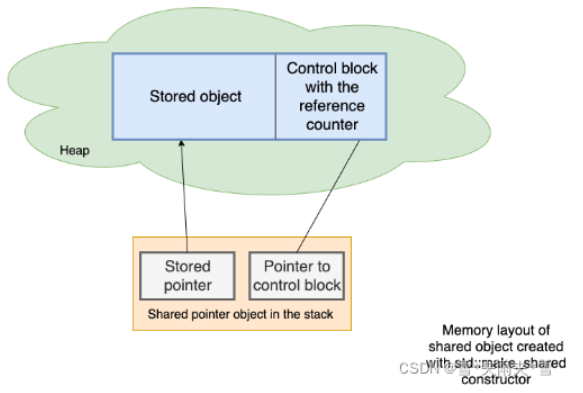 Stored object
Control block
with the
reference
counter
Heap
Stored
pointer
Pointer to
control block
Shared pointer object in the stack
Memory layout of
shared object created
with std::make_shared
constructor
CSDN